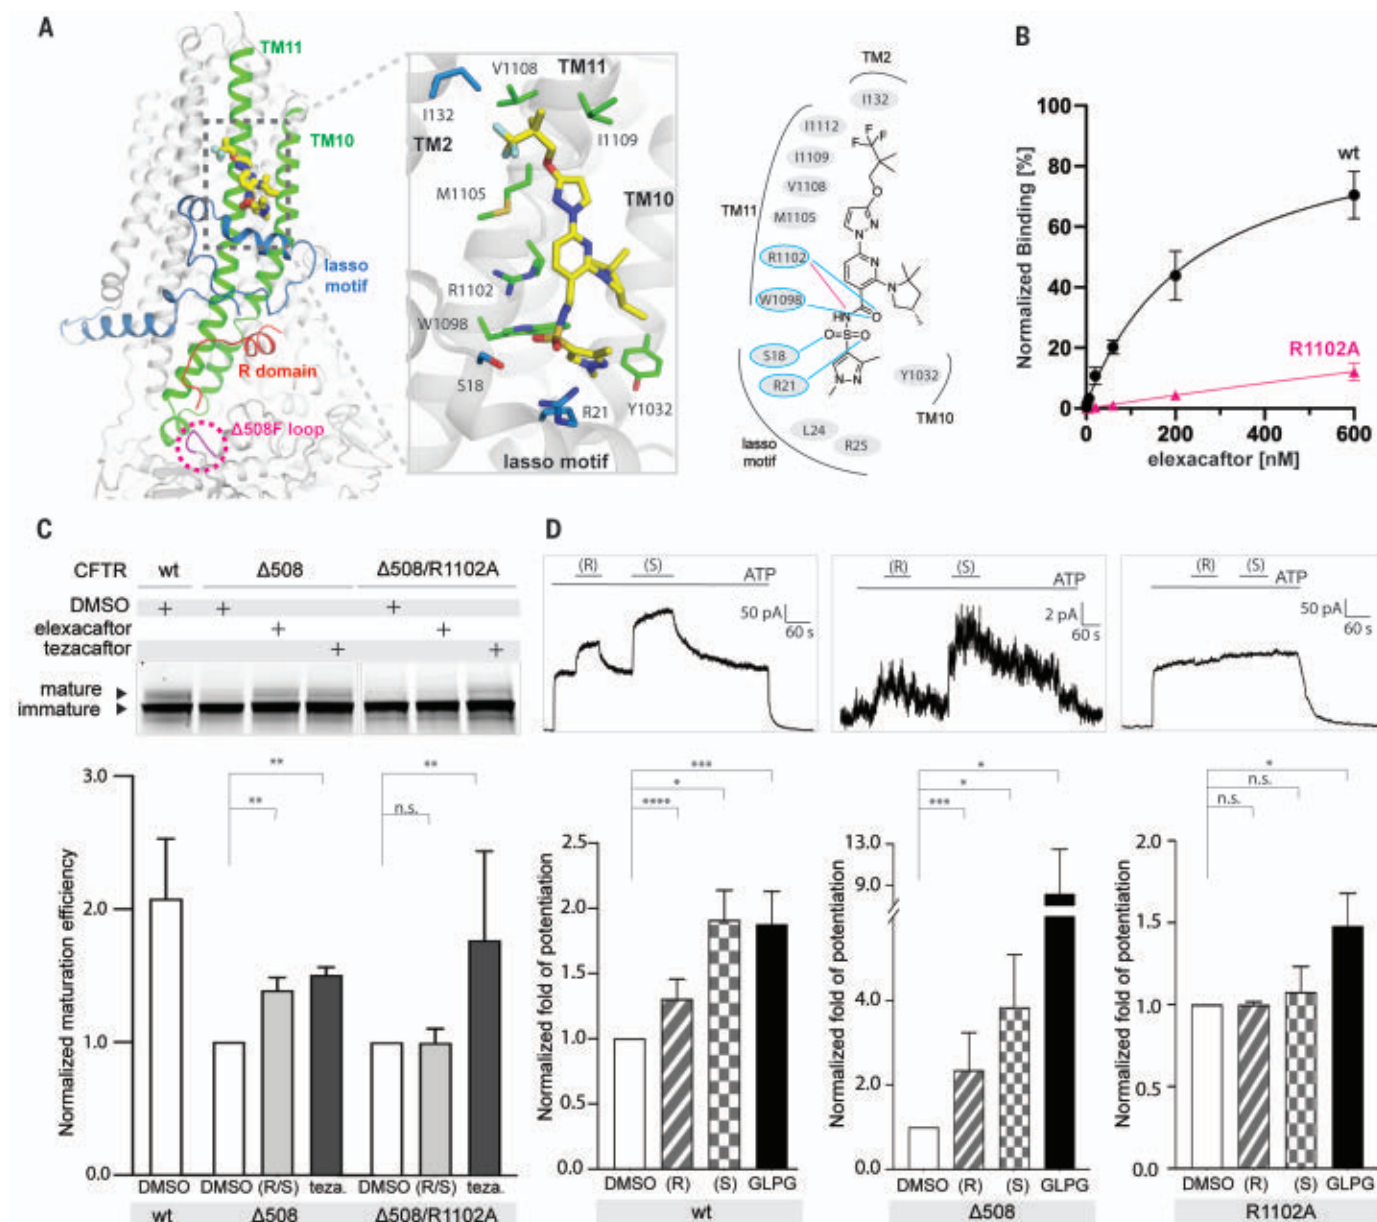 A
TM11
TM10
lasso
motif
R domain
Δ508F loop
V1108
TM11
I132
TM2
I1109
M1105
TM10
R1102
W1098
S18
R21
Y1032
lasso motif
TM2
I132
I1112
I1109
V1108
M1105
TM11
R1102
W1098
S18
R21
Y1032
TM10
L24
R25
lasso
motif
F
F
F
O
N
N
N
N
HN
O
O
S
O
N
N
B
Normalized Binding [%]
100
80
60
40
20
0
0 200 400 600
elexacaftor [nM]
wt
R1102A
C
CFTR wt Δ508 Δ508/R1102A
DMSO + + +
elexacaftor + +
tezacaftor + +
mature
immature
Normalized maturation efficiency
3.0
2.0
1.0
0.0
** ** n.s. **
DMSO DMSO (R/S) teza. DMSO (R/S) teza.
wt Δ508 Δ508/R1102A
D
(R) (S) ATP
50 pA
60 s
(R) (S) ATP
2 pA
60 s
(R) (S) ATP
50 pA
60 s
Normalized fold of potentiation
2.5
2.0
1.5
1.0
0.5
0.0
***
*
****
DMSO (R) (S) GLPG
wt
Normalized fold of potentiation
13.0
9.0
4.0
2.0
0.0
*
*
***
DMSO (R) (S) GLPG
Δ508
Normalized fold of potentiation
2.0
1.5
1.0
0.5
0.0
*
n.s.
n.s.
DMSO (R) (S) GLPG
R1102A